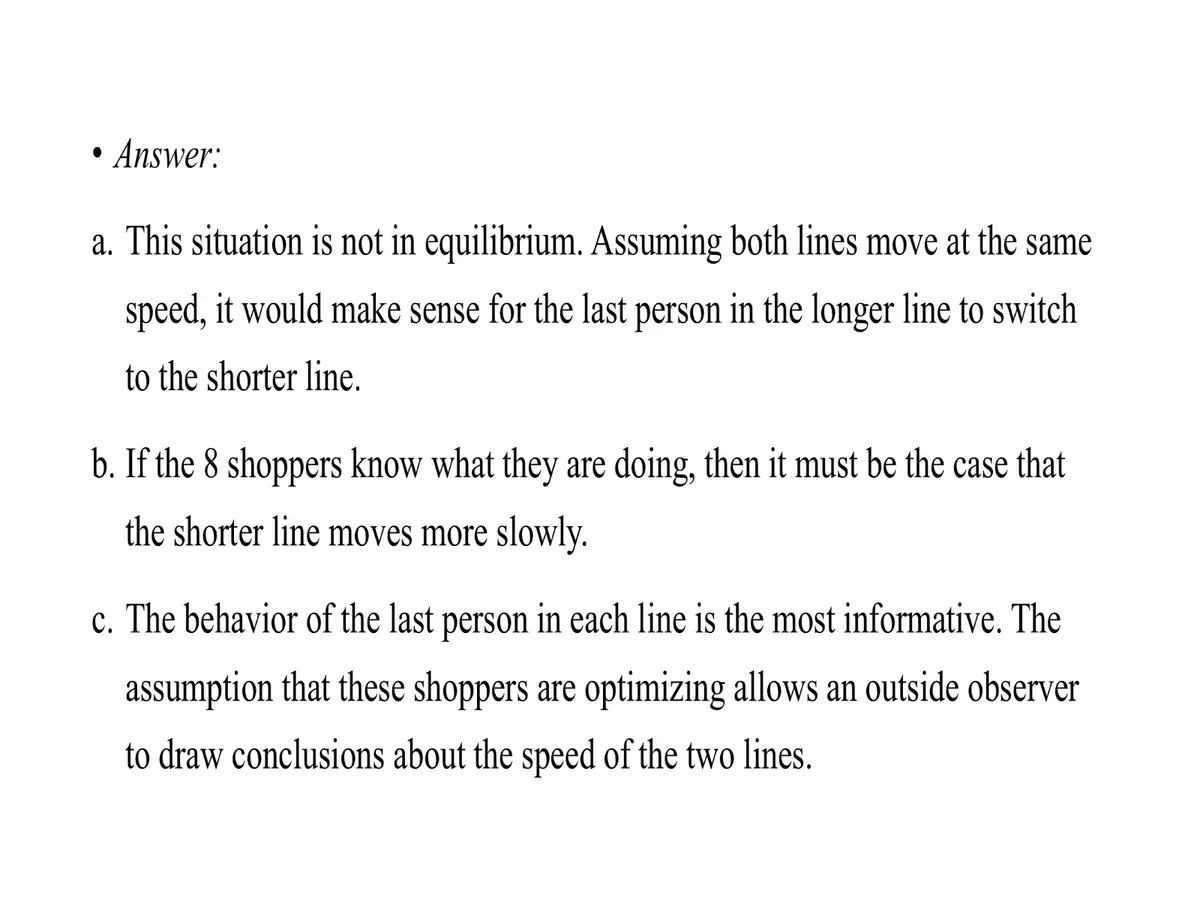 • Answer:
a. This situation is not in equilibrium. Assuming both lines move at the same
speed, it would make sense for the last person in the longer line to switch
to the shorter line.
b. If the 8 shoppers know what they are doing, then it must be the case that
the shorter line moves more slowly.
c. The behavior of the last person in each line is the most informative. The
assumption that these shoppers are optimizing allows an outside observer
to draw conclusions about the speed of the two lines.